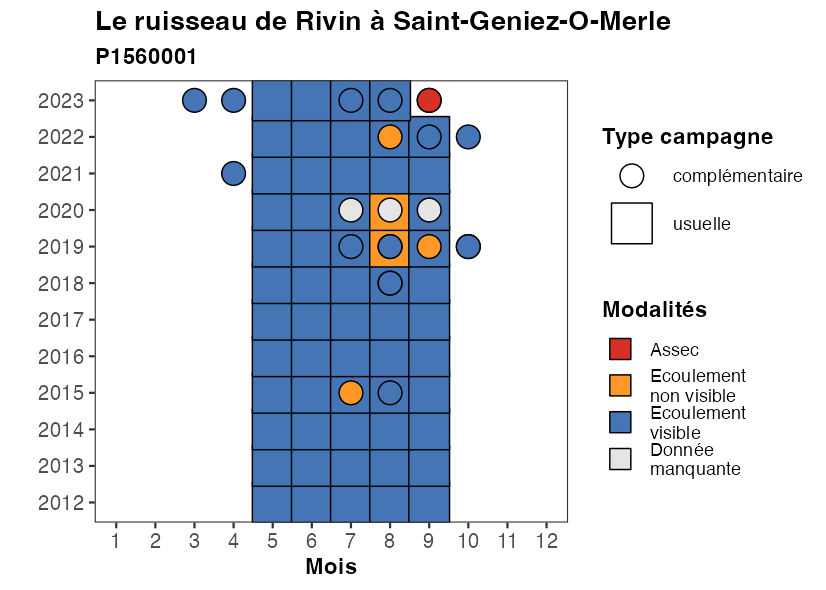 Le ruisseau de Rivin à Saint-Geniez-O-Merle
P1560001
2023
2022
2021
2020
2019
2018
2017
2016
2015
2014
2013
2012
1 2 3 4 5 6 7 8 9 10 11 12
Mois
Type campagne
complémentaire
usuelle
Modalités
Assec
Ecoulement
non visible
Ecoulement
visible
Donnée
manquante